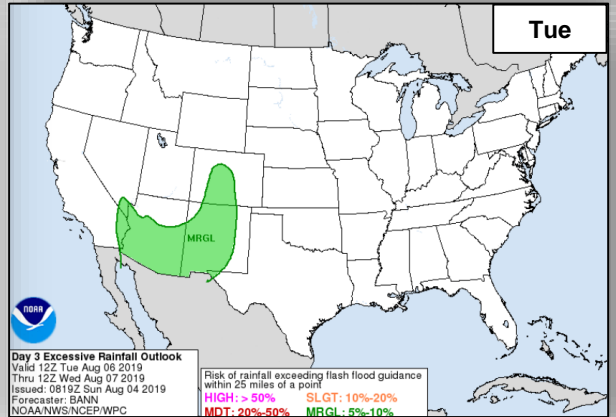 Tue
MRGL
NOAA
Day 3 Excessive Rainfall Outlook
Valid 12Z Tue Aug 06 2019
Thru 12Z Wed Aug 07 2019
Issued: 0819Z Sun Aug 04 2019
Forecaster: BANN
NOAA/NWS/NCEP/WPC
Risk of rainfall exceeding flash flood guidance
within 25 miles of a point
HIGH: > 50% SLGT: 10%-20%
MDT: 20%-50% MRGL: 5%-10%